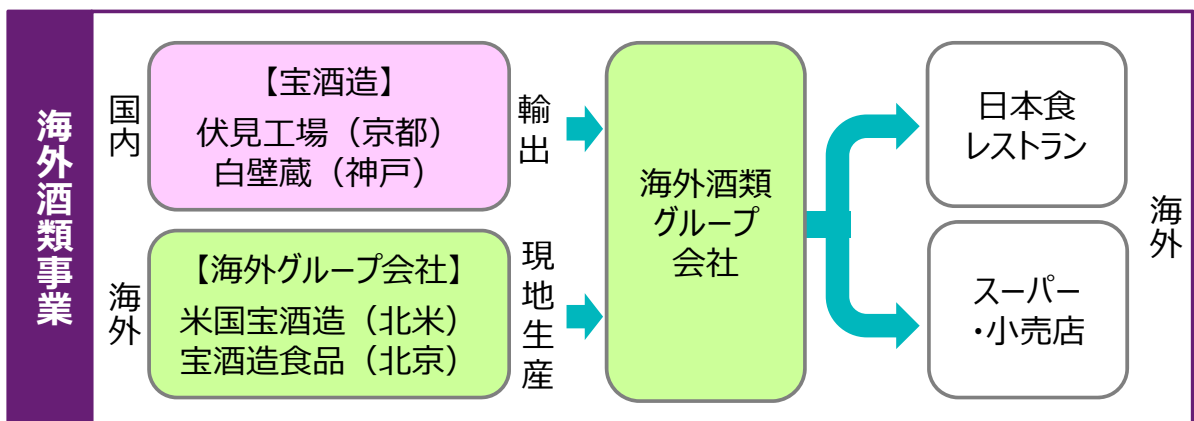 海外酒類事業
国内
【宝酒造】
伏見工場（京都）
白壁蔵（神戸）
輸出
海外
【海外グループ会社】
米国宝酒造（北米）
宝酒造食品（北京）
現地生産
海外酒類
グループ
会社
日本食
レストラン
スーパー
・小売店
海外